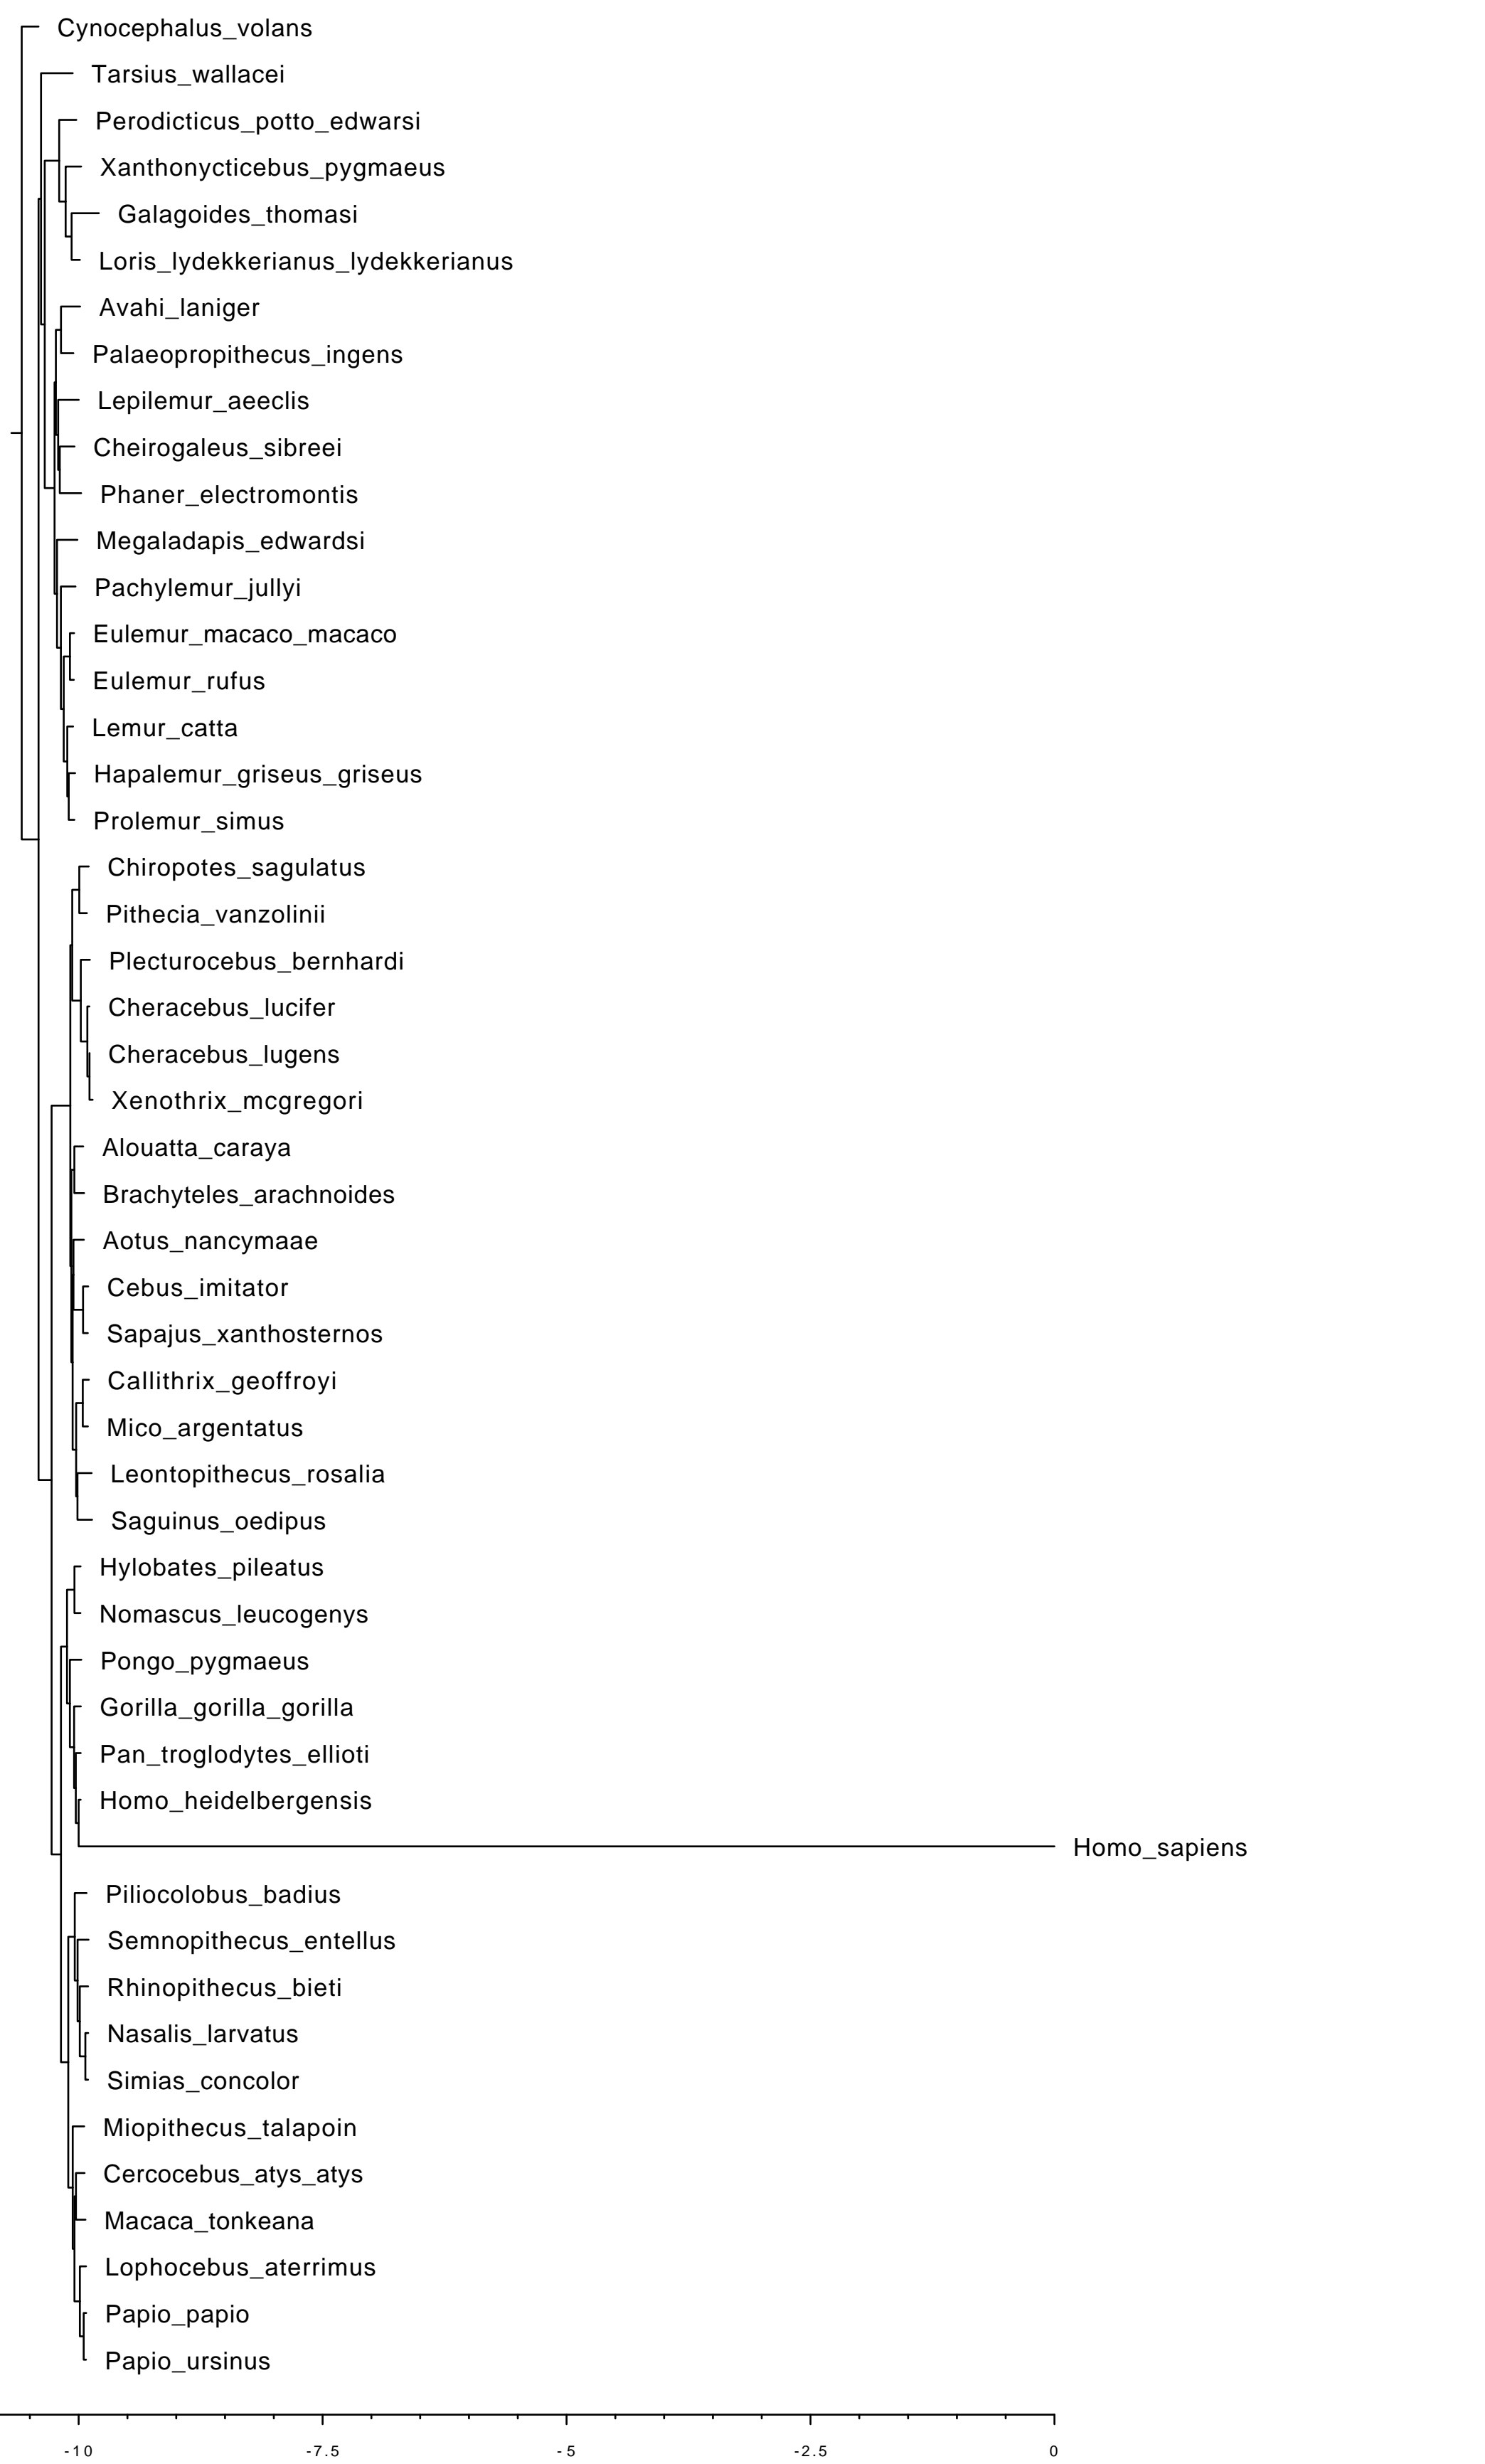 Cynocephalus_volans
Tarsius_wallacei
Perodicticus_potto_edwarsi
Xanthonycticebus_pygmaeus
Galagoides_thomasi
Loris_lydekkerianus_lydekkerianus
Avahi_laniger
Palaeopropithecus_ingens
Lepilemur_aeeclis
Cheirogaleus_sibreei
Phaner_electromontis
Megaladapis_edwardsi
Pachylemur_jullyi
Eulemur_macaco_macaco
Eulemur_rufus
Lemur_catta
Hapalemur_griseus_griseus
Prolemur_simus
Chiropotes_sagulatus
Pithecia_vanzolinii
Plecturocebus_bernhardi
Cheracebus_lucifer
Cheracebus_lugens
Xenothrix_mcgregori
Alouatta_caraya
Brachyteles_arachnoides
Aotus_nancymaae
Cebus_imitator
Sapajus_xanthosternos
Callithrix_geoffroyi
Mico_argentatus
Leontopithecus_rosalia
Saguinus_oedipus
Hylobates_pileatus
Nomascus_leucogenys
Pongo_pygmaeus
Gorilla_gorilla_gorilla
Pan_troglodytes_ellioti
Homo_heidelbergensis
Homo_sapiens
Piliocolobus_badius
Semnopithecus_entellus
Rhinopithecus_bieti
Nasalis_larvatus
Simias_concolor
Miopithecus_talapoin
Cercocebus_atys_atys
Macaca_tonkeana
Lophocebus_aterrimus
Papio_papio
Papio_ursinus
-10 -7.5 -5 -2.5 0